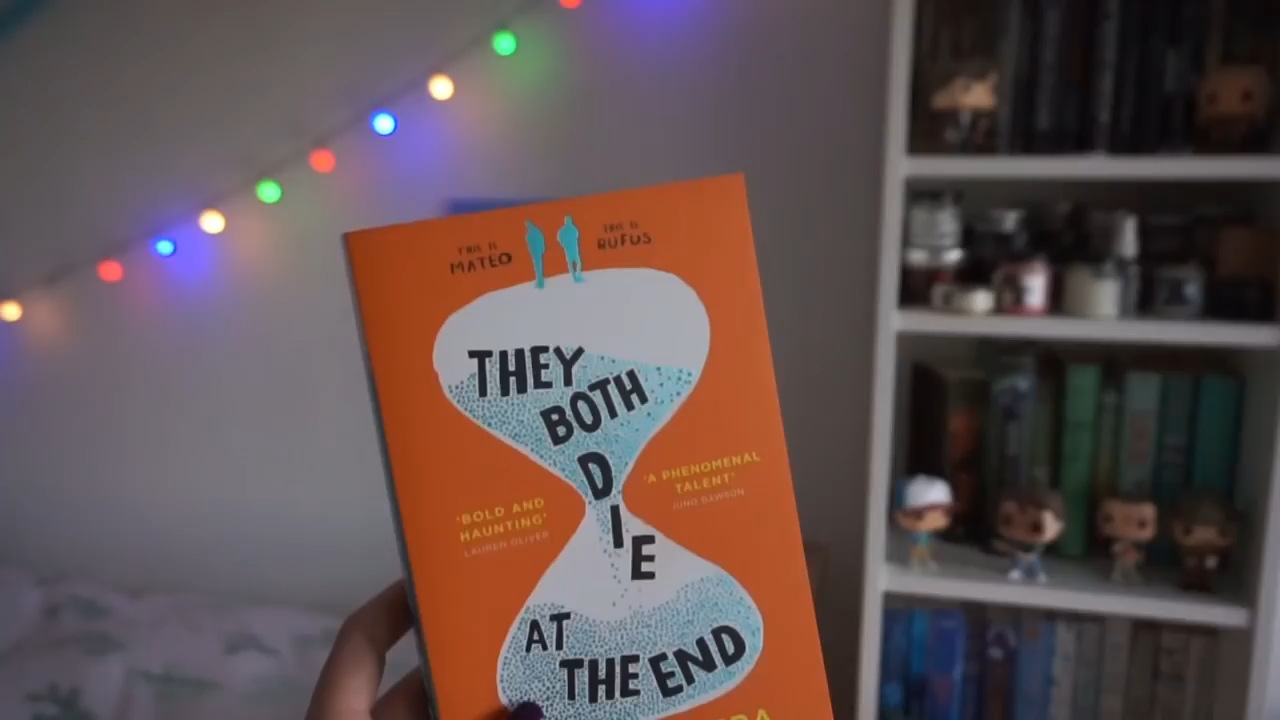 THIS IS
MATEO
THIS IS
RUFUS
THEY
BOTH
D
I
E
AT
THE END
'A PHENOMENAL
TALENT'
JUNO DAWSON
'BOLD AND
HAUNTING'
LAUREN OLIVER